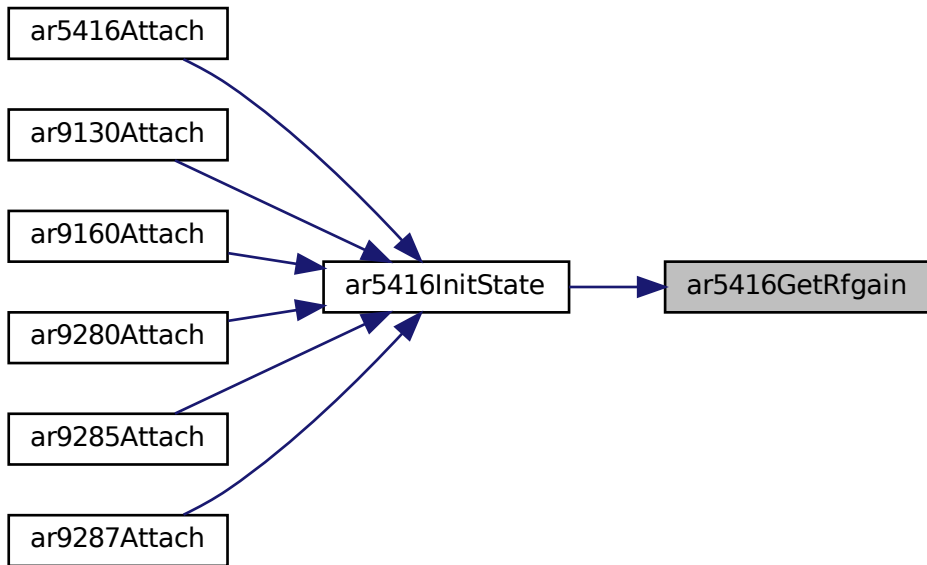 ar5416Attach
ar9130Attach
ar9160Attach
ar9280Attach
ar9285Attach
ar9287Attach
ar5416InitState
ar5416GetRfgain